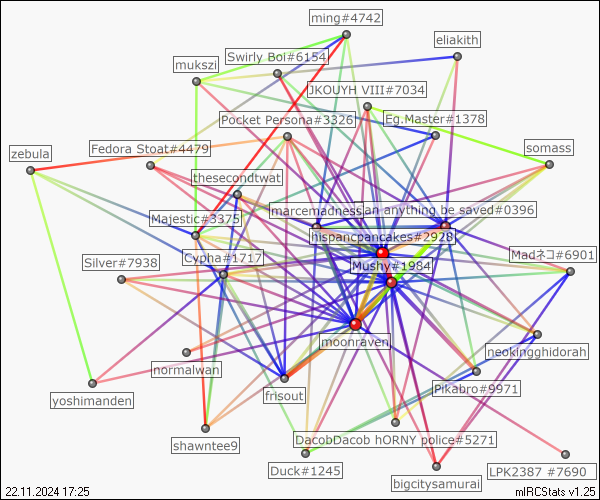 ming#4742
eliakith
Swirly Boi#6154
mukszi
JKOUYH VIII#7034
Pocket Persona#3326
Eg.Master#1378
somass
Fedora Stoat#4479
zebula
thesecondtwat
marcemadness
an anything be saved#0396
Majestic#3375
hispancpancakes#2928
Madネコ#6901
Cypha#1717
Mushy#1984
Silver#7938
moonraven
neokingghidorah
normalwan
Pikabro#9971
frisout
yoshimanden
DacobDacob hORNY police#5271
shawntee9
Duck#1245
bigcitysamurai
LPK2387 #7690
22.11.2024 17:25
mIRCStats v1.25